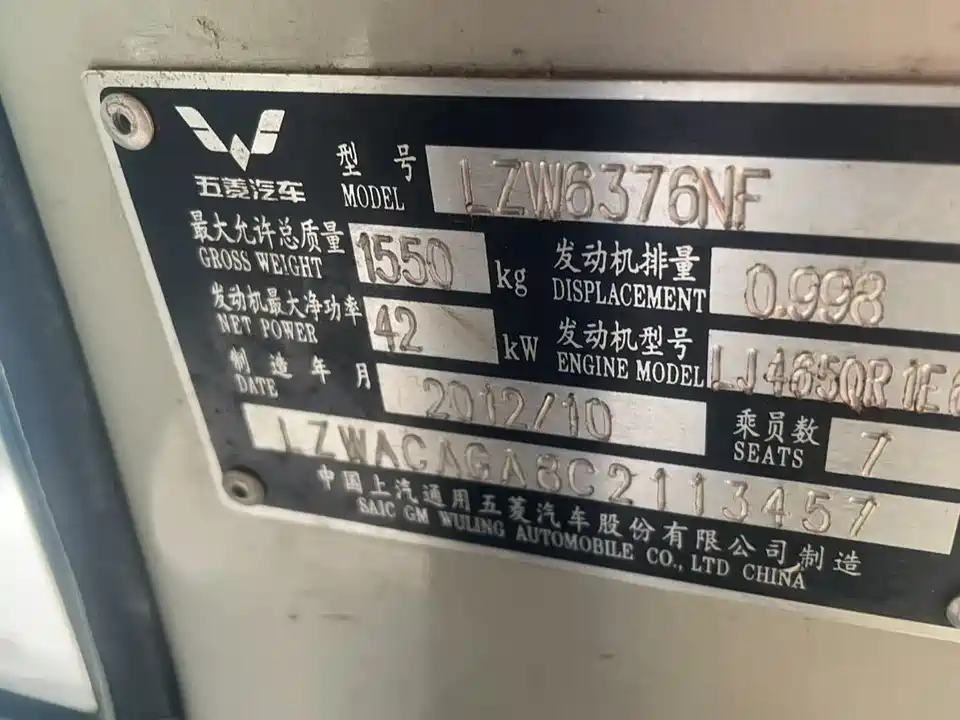 五菱汽车
型号 LZW6376NF
MODEL
最大允许总质量 1550 kg
GROSS WEIGHT
发动机排量 0.998
DISPLACEMENT
发动机最大净功率 42 kW
NET POWER
发动机型号 LJ465QR1E6
ENGINE MODEL
制造年月 2012/10
DATE
乘员数 7
SEATS
LZWACAGA8C2113457
中国上汽通用五菱汽车股份有限公司制造
SAIC GM WULING AUTOMOBILE CO., LTD CHINA